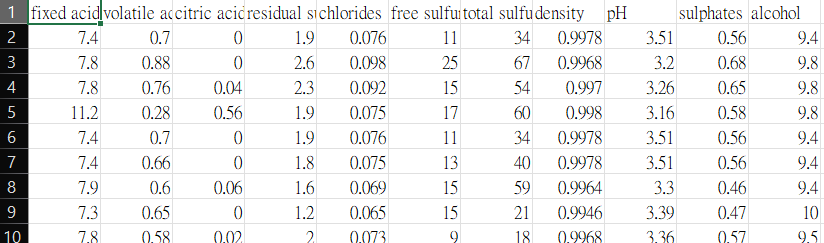 1 fixed acid volatile ac citric acid residual s chlorides free sulfu total sulfu density pH sulphates alcohol
2 7.4 0.7 0 1.9 0.076 11 34 0.9978 3.51 0.56 9.4
3 7.8 0.88 0 2.6 0.098 25 67 0.9968 3.2 0.68 9.8
4 7.8 0.76 0.04 2.3 0.092 15 54 0.997 3.26 0.65 9.8
5 11.2 0.28 0.56 1.9 0.075 17 60 0.998 3.16 0.58 9.8
6 7.4 0.7 0 1.9 0.076 11 34 0.9978 3.51 0.56 9.4
7 7.4 0.66 0 1.8 0.075 13 40 0.9978 3.51 0.56 9.4
8 7.9 0.6 0.06 1.6 0.069 15 59 0.9964 3.3 0.46 9.4
9 7.3 0.65 0 1.2 0.065 15 21 0.9946 3.39 0.47 10
10 7.8 0.58 0.02 2 0.073 9 18 0.9968 3.36 0.57 9.5